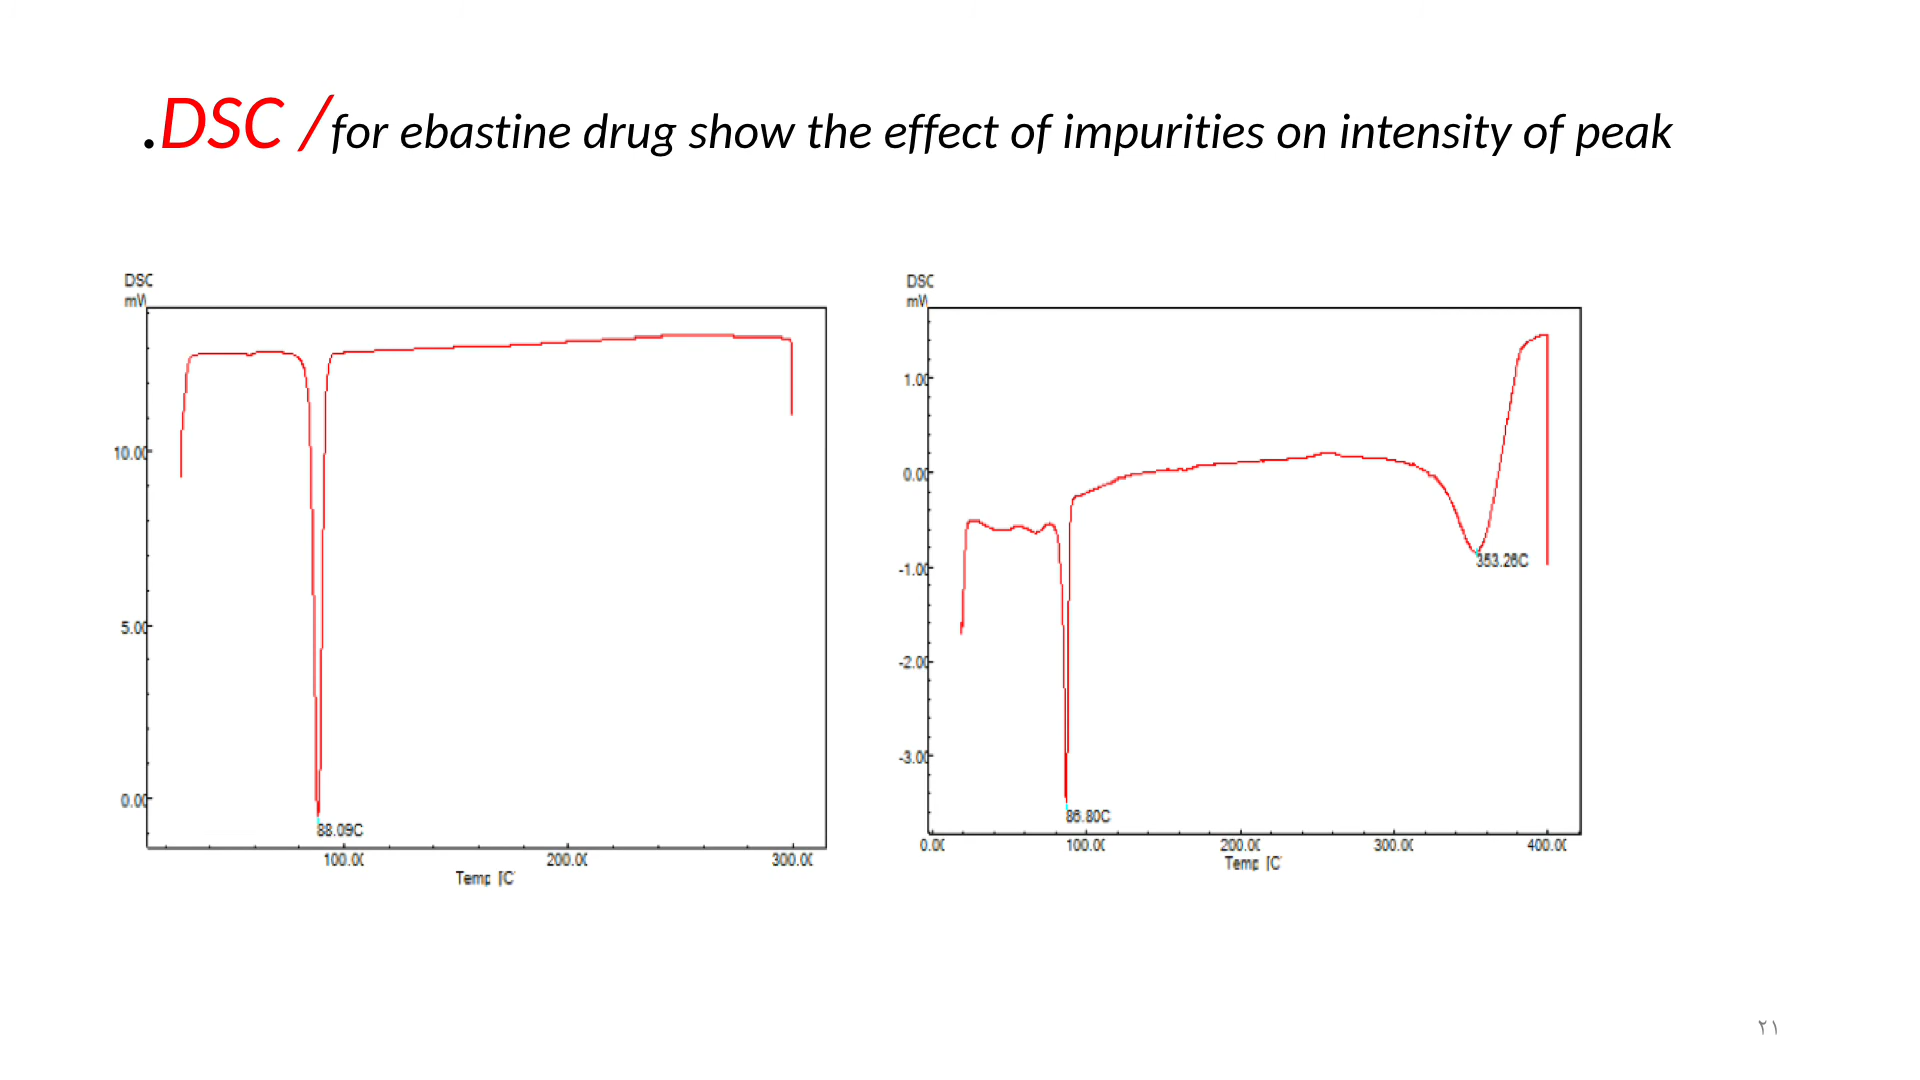 .DSC /for ebastine drug show the effect of impurities on intensity of peak
DSC
mW
10.00
5.00
0.00
88.09C
100.00
200.00
300.00
Temp [C
DSC
mW
1.00
0.00
-1.00
-2.00
-3.00
353.26C
86.80C
0.00
100.00
200.00
300.00
400.00
Temp [C
٢١